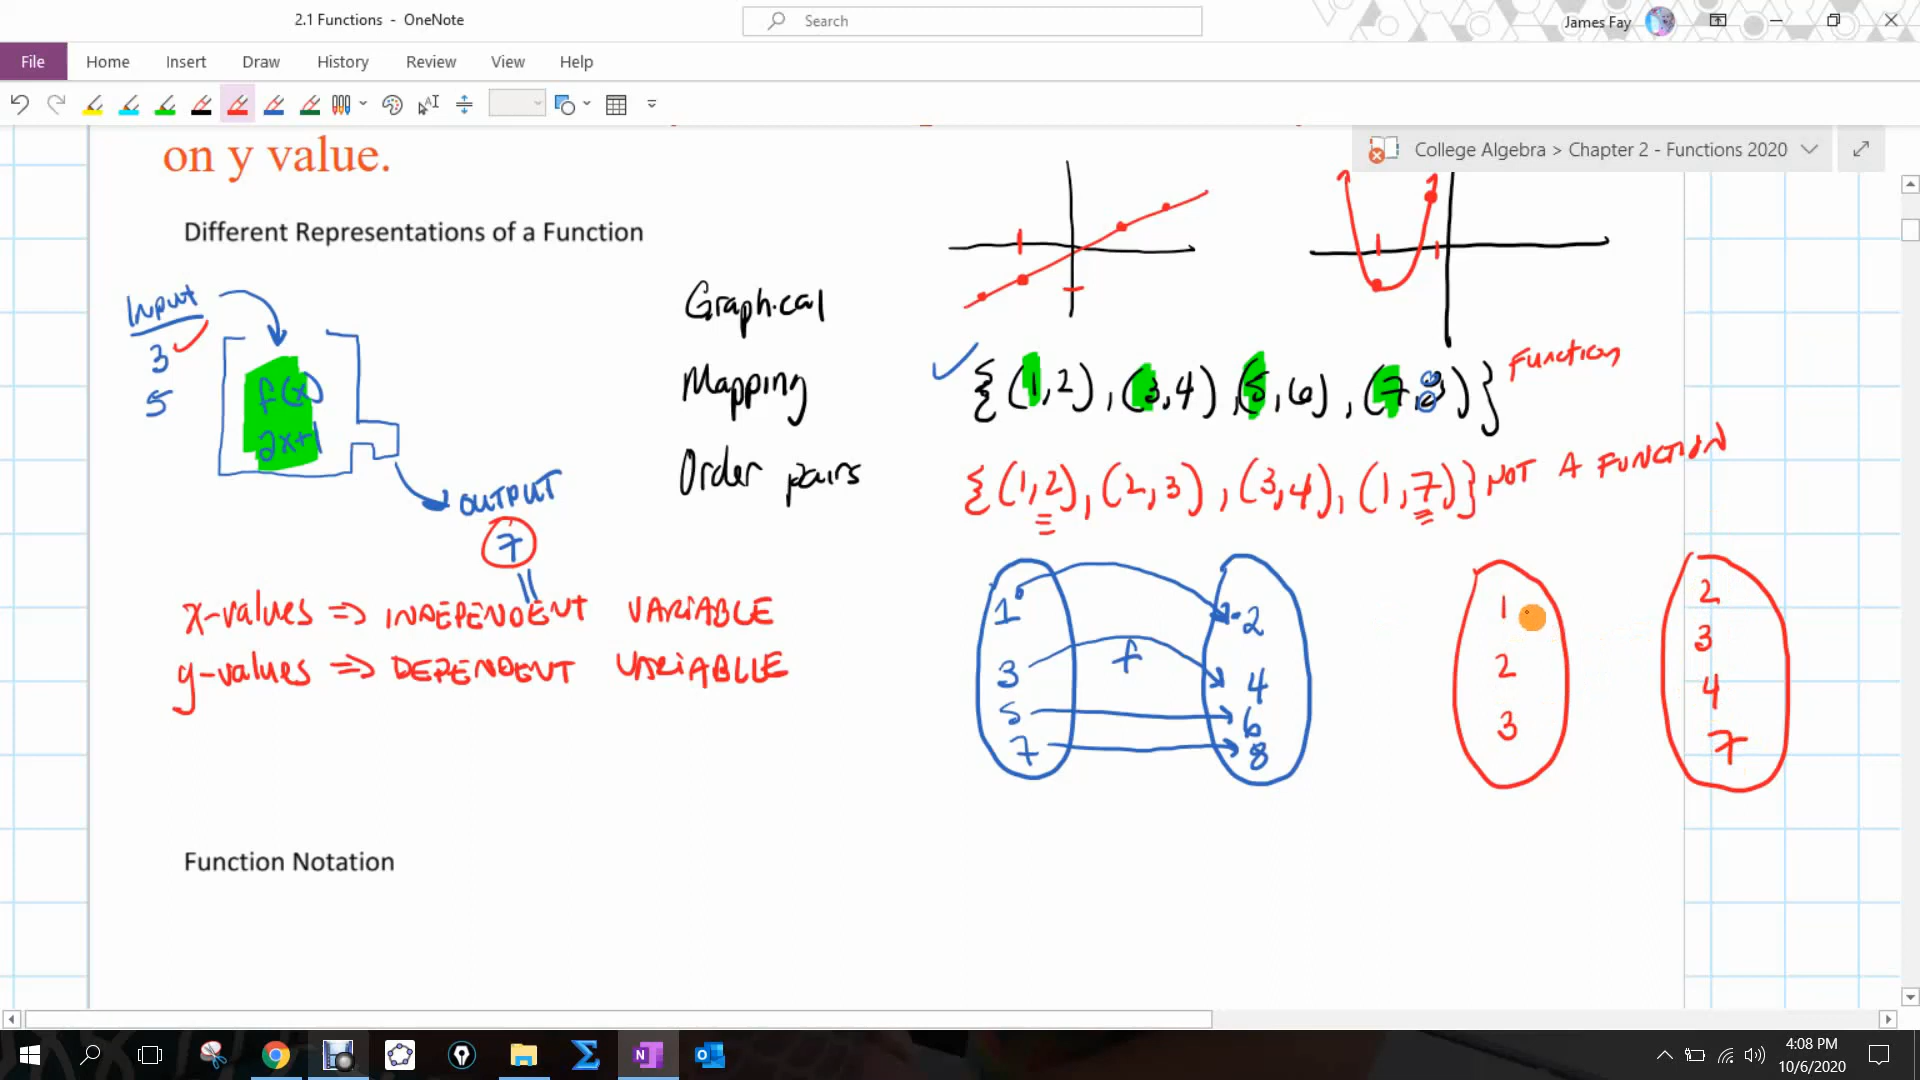 2.1 Functions - OneNote
Search
James Fay
File Home Insert Draw History Review View Help
on y value.
College Algebra > Chapter 2 - Functions 2020
Different Representations of a Function
Input
3
5
f(x)
2x+1
OUTPUT
7
Graphical
Mapping
Order pairs
{(1,2), (3,4), (5,6), (7,8)} Function
{(1,2), (2,3), (3,4), (1,7)} NOT A FUNCTION
x-values => INDEPENDENT VARIABLE
y-values => DEPENDENT VARIABLLE
1
3
5
7
f
2
4
6
8
1
2
3
2
3
4
7
Function Notation
4:08 PM
10/6/2020